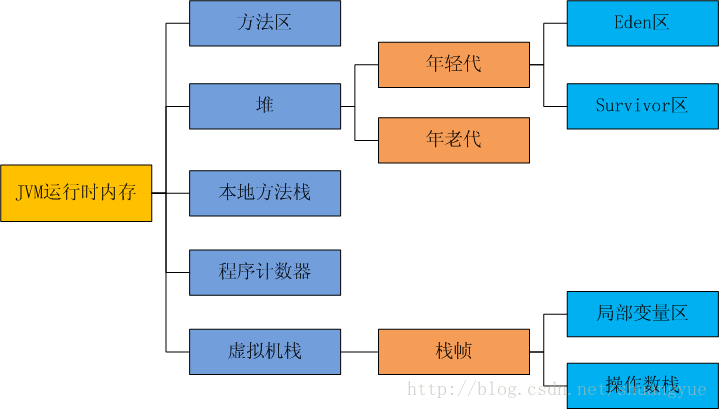 方法区
Eden区
年轻代
堆
Survivor区
年老代
JVM运行时内存
本地方法栈
程序计数器
局部变量区
虚拟机栈
栈帧
操作数栈
http://blog.csdn.net/shuangyue